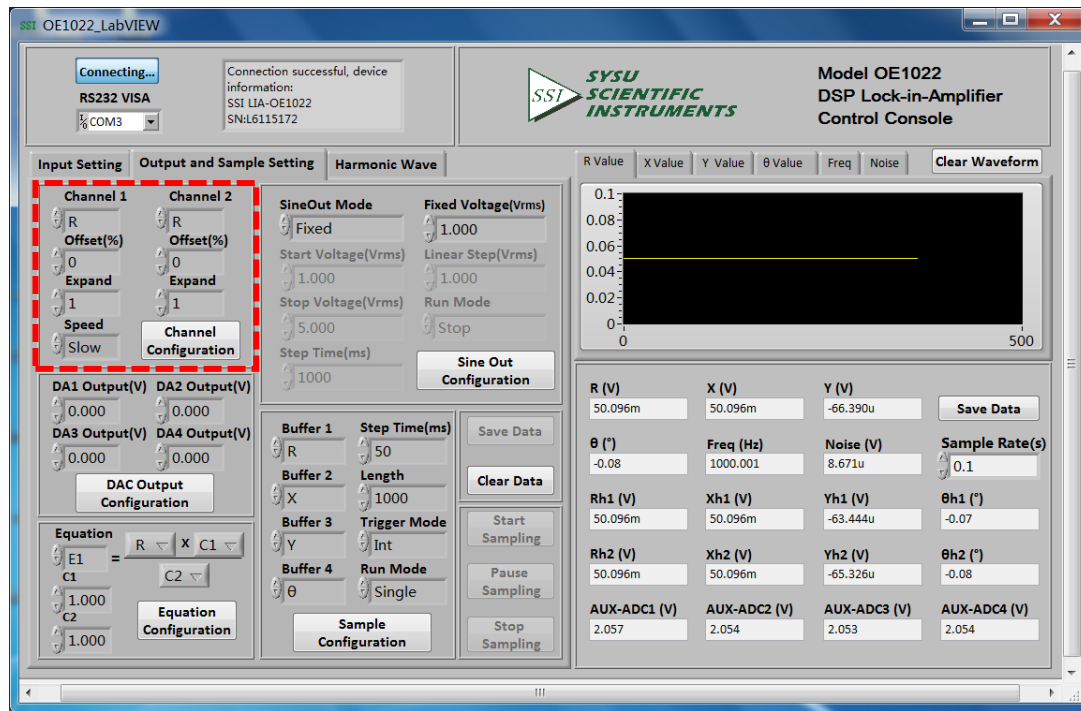 SSI OE1022_LabVIEW
Connecting...
RS232 VISA
COM3
Connection successful, device
information:
SSI LIA-OE1022
SN:L6115172
SSI
SYSU
SCIENTIFIC
INSTRUMENTS
Model OE1022
DSP Lock-in-Amplifier
Control Console
Input Setting Output and Sample Setting Harmonic Wave
Channel 1 Channel 2
R R
Offset(%) Offset(%)
0 0
Expand Expand
1 1
Speed
Slow
Channel
Configuration
DA1 Output(V) DA2 Output(V)
0.000 0.000
DA3 Output(V) DA4 Output(V)
0.000 0.000
DAC Output
Configuration
Equation
E1 = R X C1
C2
C1
1.000
C2
1.000
Equation
Configuration
SineOut Mode Fixed Voltage(Vrms)
Fixed 1.000
Start Voltage(Vrms) Linear Step(Vrms)
1.000 1.000
Stop Voltage(Vrms) Run Mode
5.000 Stop
Step Time(ms)
1000
Sine Out
Configuration
Buffer 1 Step Time(ms)
R 50
Buffer 2 Length
X 1000
Buffer 3 Trigger Mode
Y Int
Buffer 4 Run Mode
θ Single
Sample
Configuration
Save Data
Clear Data
Start
Sampling
Pause
Sampling
Stop
Sampling
R Value X Value Y Value θ Value Freq Noise Clear Waveform
0.1
0.08
0.06
0.04
0.02
0
0 500
R (V) X (V) Y (V)
50.096m 50.096m -66.390u Save Data
θ (°) Freq (Hz) Noise (V) Sample Rate(s)
-0.08 1000.001 8.671u 0.1
Rh1 (V) Xh1 (V) Yh1 (V) θh1 (°)
50.096m 50.096m -63.444u -0.07
Rh2 (V) Xh2 (V) Yh2 (V) θh2 (°)
50.096m 50.096m -65.326u -0.08
AUX-ADC1 (V) AUX-ADC2 (V) AUX-ADC3 (V) AUX-ADC4 (V)
2.057 2.054 2.053 2.054